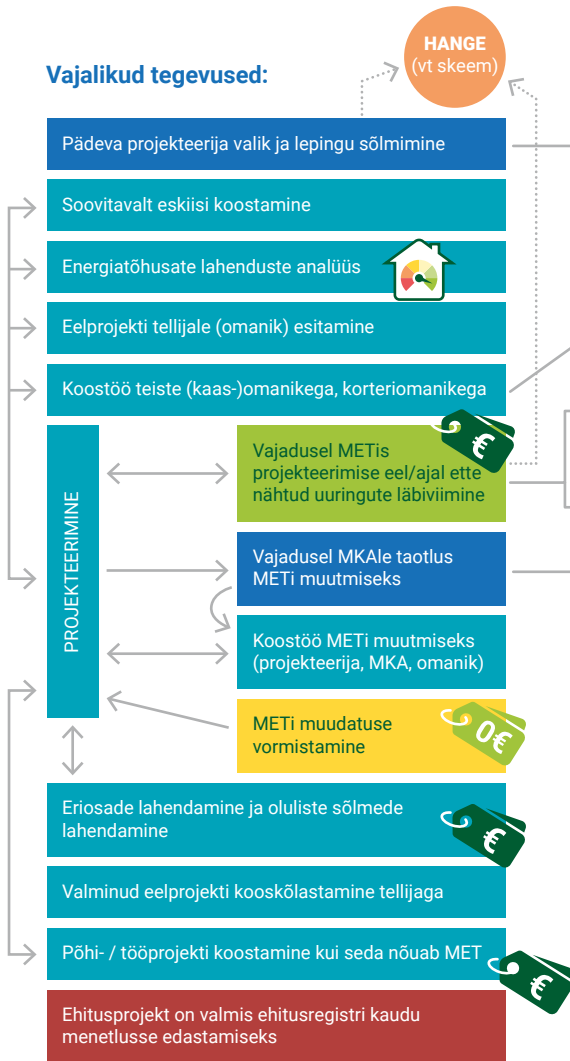 HANGE
(vt skeem)
Vajalikud tegevused:
Pädeva projekteerija valik ja lepingu sõlmimine
Soovitavalt eskiisi koostamine
Energiatõhusate lahenduste analüüs
Eelprojekti tellijale (omanik) esitamine
Koostöö teiste (kaas-)omanikega, korteriomanikega
€
PROJEKTEERIMINE
Vajadusel METis
projekteerimise eel/ajal ette
nähtud uuringute läbiviimine
Vajadusel MKAle taotlus
METi muutmiseks
Koostöö METi muutmiseks
(projekteerija, MKA, omanik)
METi muudatuse
vormistamine
0€
Eriosade lahendamine ja oluliste sõlmede
lahendamine
€
Valminud eelprojekti kooskõlastamine tellijaga
Põhi- / tööprojekti koostamine kui seda nõuab MET
€
Ehitusprojekt on valmis ehitusregistri kaudu
menetlusse edastamiseks